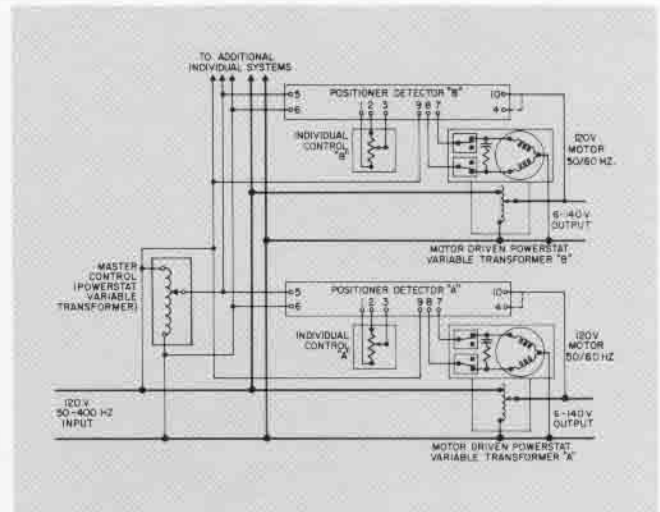 TO ADDITIONAL
INDIVIDUAL SYSTEMS
POSITIONER DETECTOR "B"
5
6
1 2 3
9 8 7
10
4
INDIVIDUAL
CONTROL
"B"
120V
MOTOR
50/60 HZ.
6-140 V
OUTPUT
MOTOR DRIVEN POWERSTAT
VARIABLE TRANSFORMER "B"
MASTER
CONTROL
(POWERSTAT
VARIABLE
TRANSFORMER)
POSITIONER DETECTOR "A"
5
6
1 2 3
9 8 7
10
4
INDIVIDUAL
CONTROL
"A"
120V
MOTOR
50/60 HZ
6-140 V
OUTPUT
120 V
50-400 HZ
INPUT
MOTOR DRIVEN POWERSTAT
VARIABLE TRANSFORMER "A"